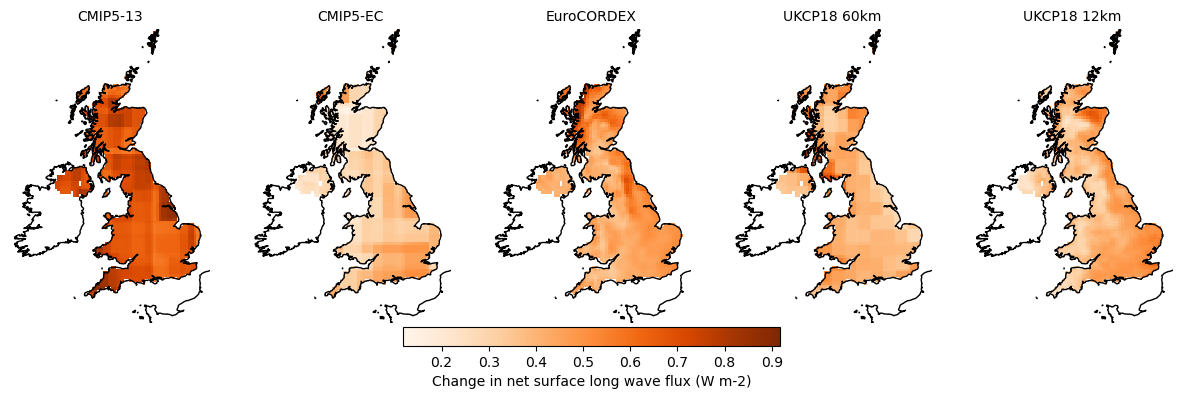 CMIP5-13 CMIP5-EC EuroCORDEX UKCP18 60km UKCP18 12km
0.2 0.3 0.4 0.5 0.6 0.7 0.8 0.9
Change in net surface long wave flux (W m-2)